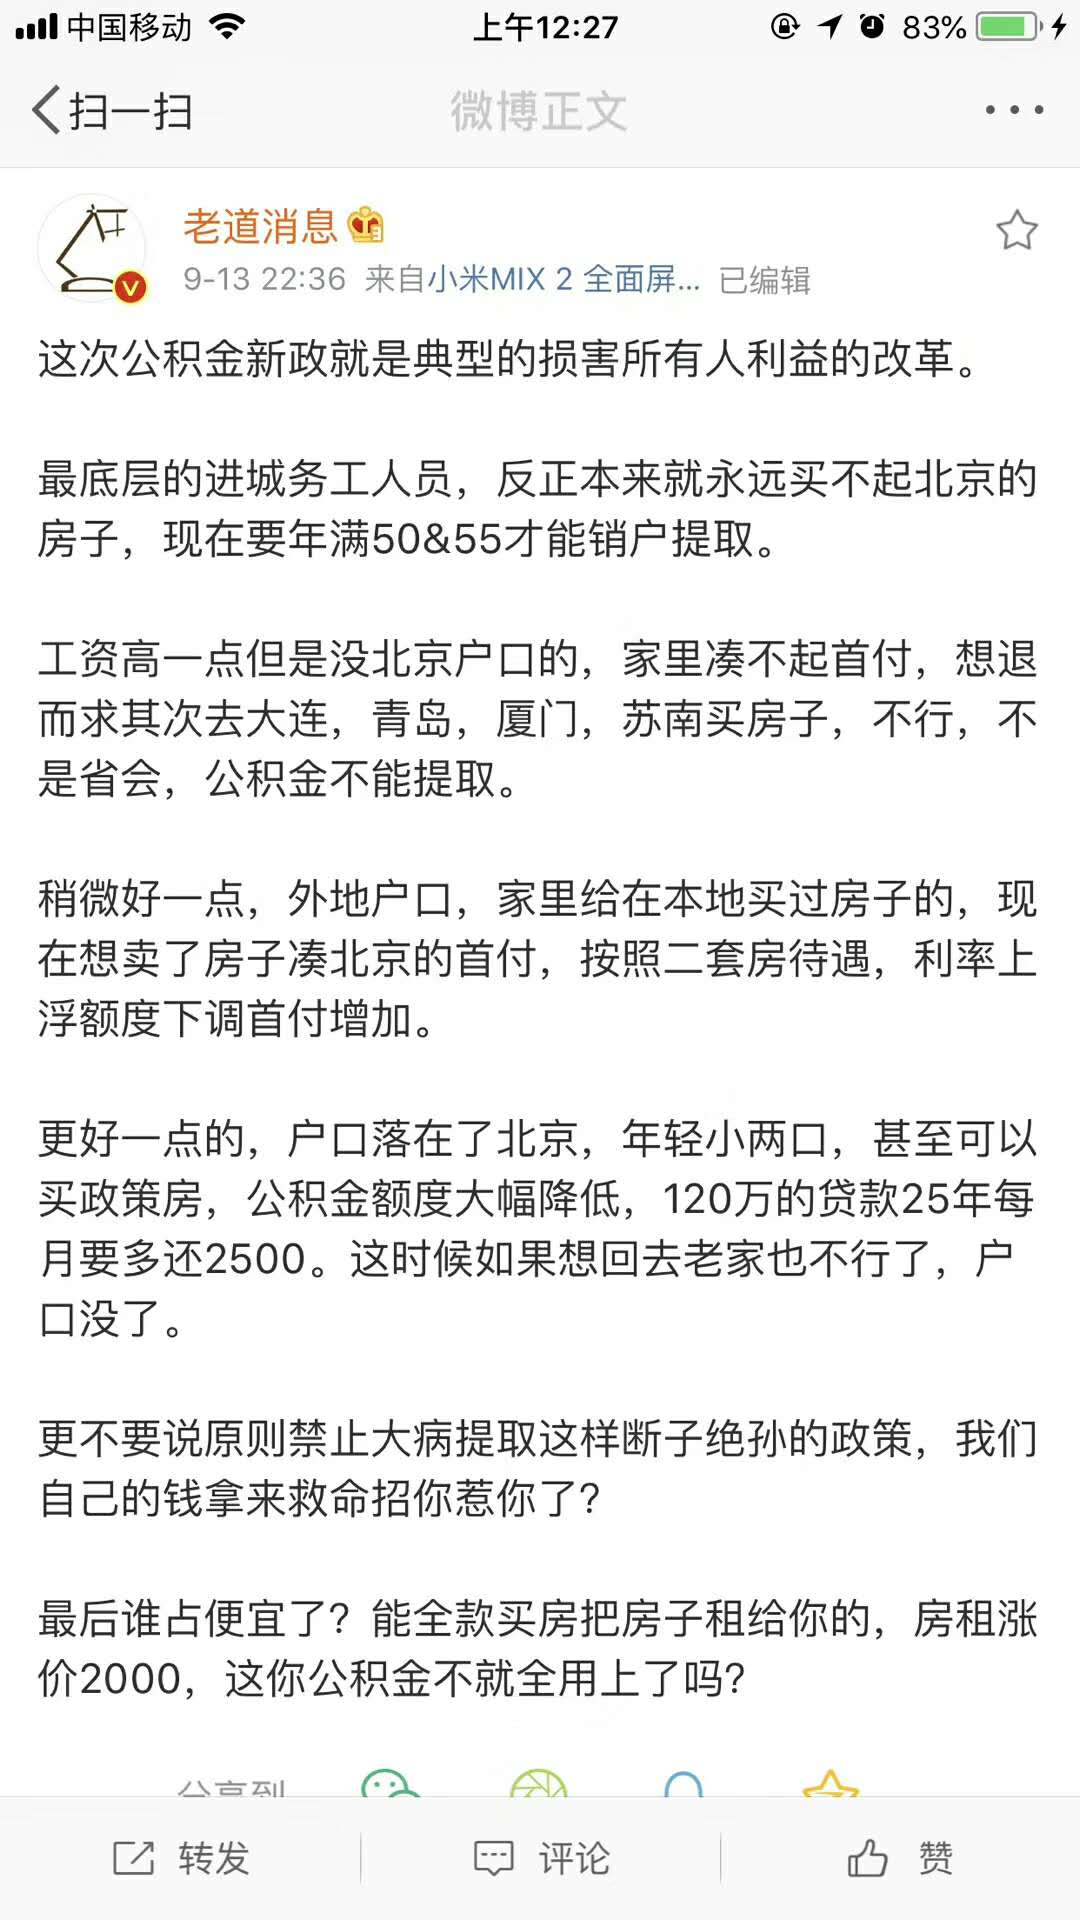 中国移动 上午12:27 83%
扫一扫 微博正文
老道消息
9-13 22:36 来自小米MIX 2 全面屏... 已编辑
这次公积金新政就是典型的损害所有人利益的改革。
最底层的进城务工人员，反正本来就永远买不起北京的
房子，现在要年满50&55才能销户提取。
工资高一点但是没北京户口的，家里凑不起首付，想退
而求其次去大连，青岛，厦门，苏南买房子，不行，不
是省会，公积金不能提取。
稍微好一点，外地户口，家里给在本地买过房子的，现
在想卖了房子凑北京的首付，按照二套房待遇，利率上
浮额度下调首付增加。
更好一点的，户口落在了北京，年轻小两口，甚至可以
买政策房，公积金额度大幅降低，120万的贷款25年每
月要多还2500。这时候如果想回去老家也不行了，户
口没了。
更不要说原则禁止大病提取这样断子绝孙的政策，我们
自己的钱拿来救命招你惹你了？
最后谁占便宜了？能全款买房把房子租给你的，房租涨
价2000，这你公积金不就全用上了吗？
分享到
转发 评论 赞